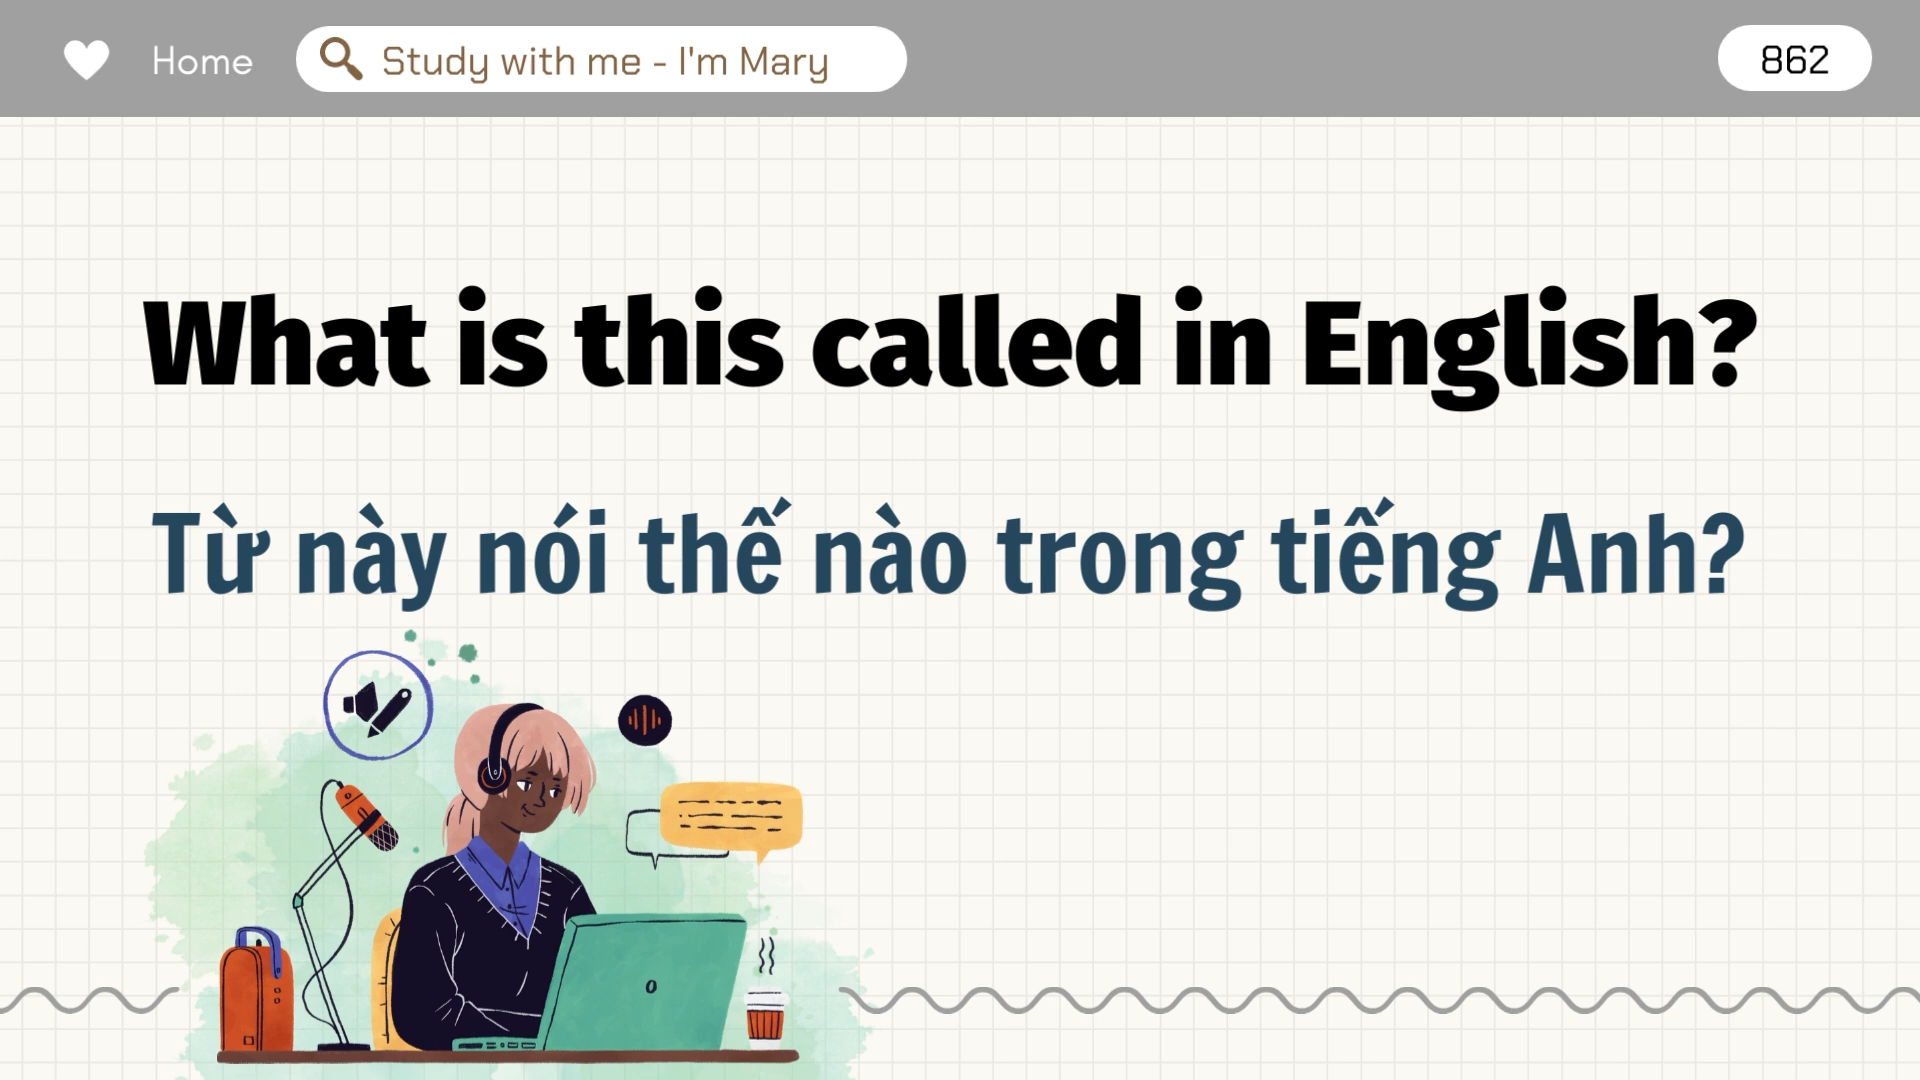 Home
Study with me - I'm Mary
862
What is this called in English?
Từ này nói thế nào trong tiếng Anh?